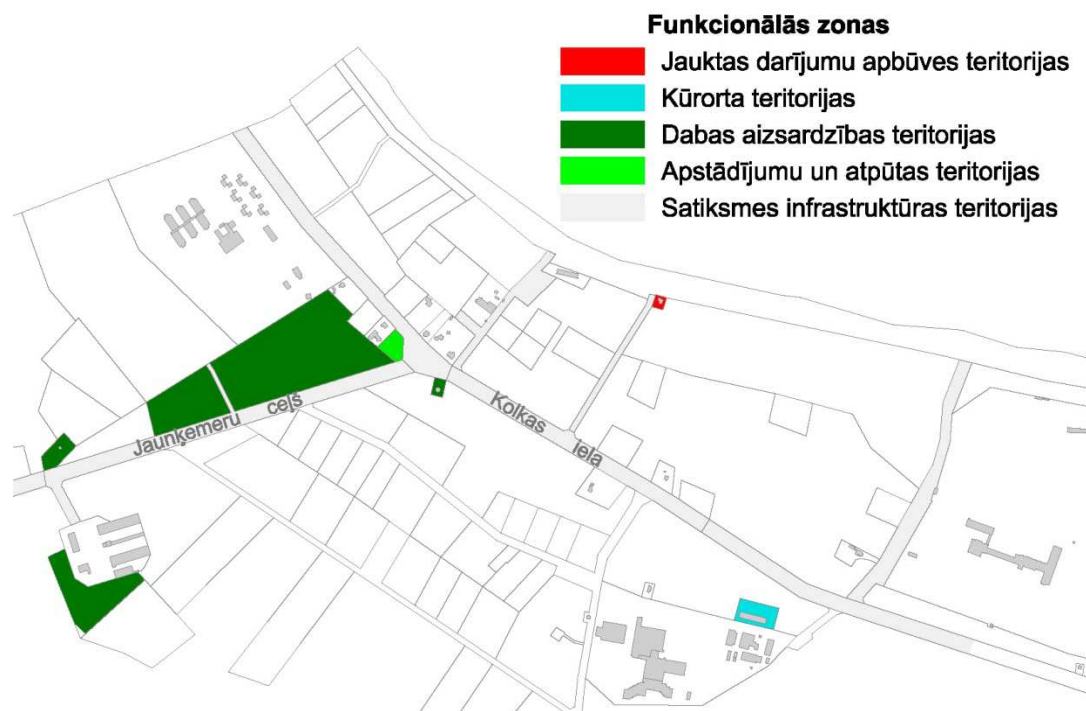 Funkcionālās zonas
Jauktas darījumu apbūves teritorijas
Kūrorta teritorijas
Dabas aizsardzības teritorijas
Apstādījumu un atpūtas teritorijas
Satiksmes infrastruktūras teritorijas
Jaunķemeru ceļš
Kolkas iela